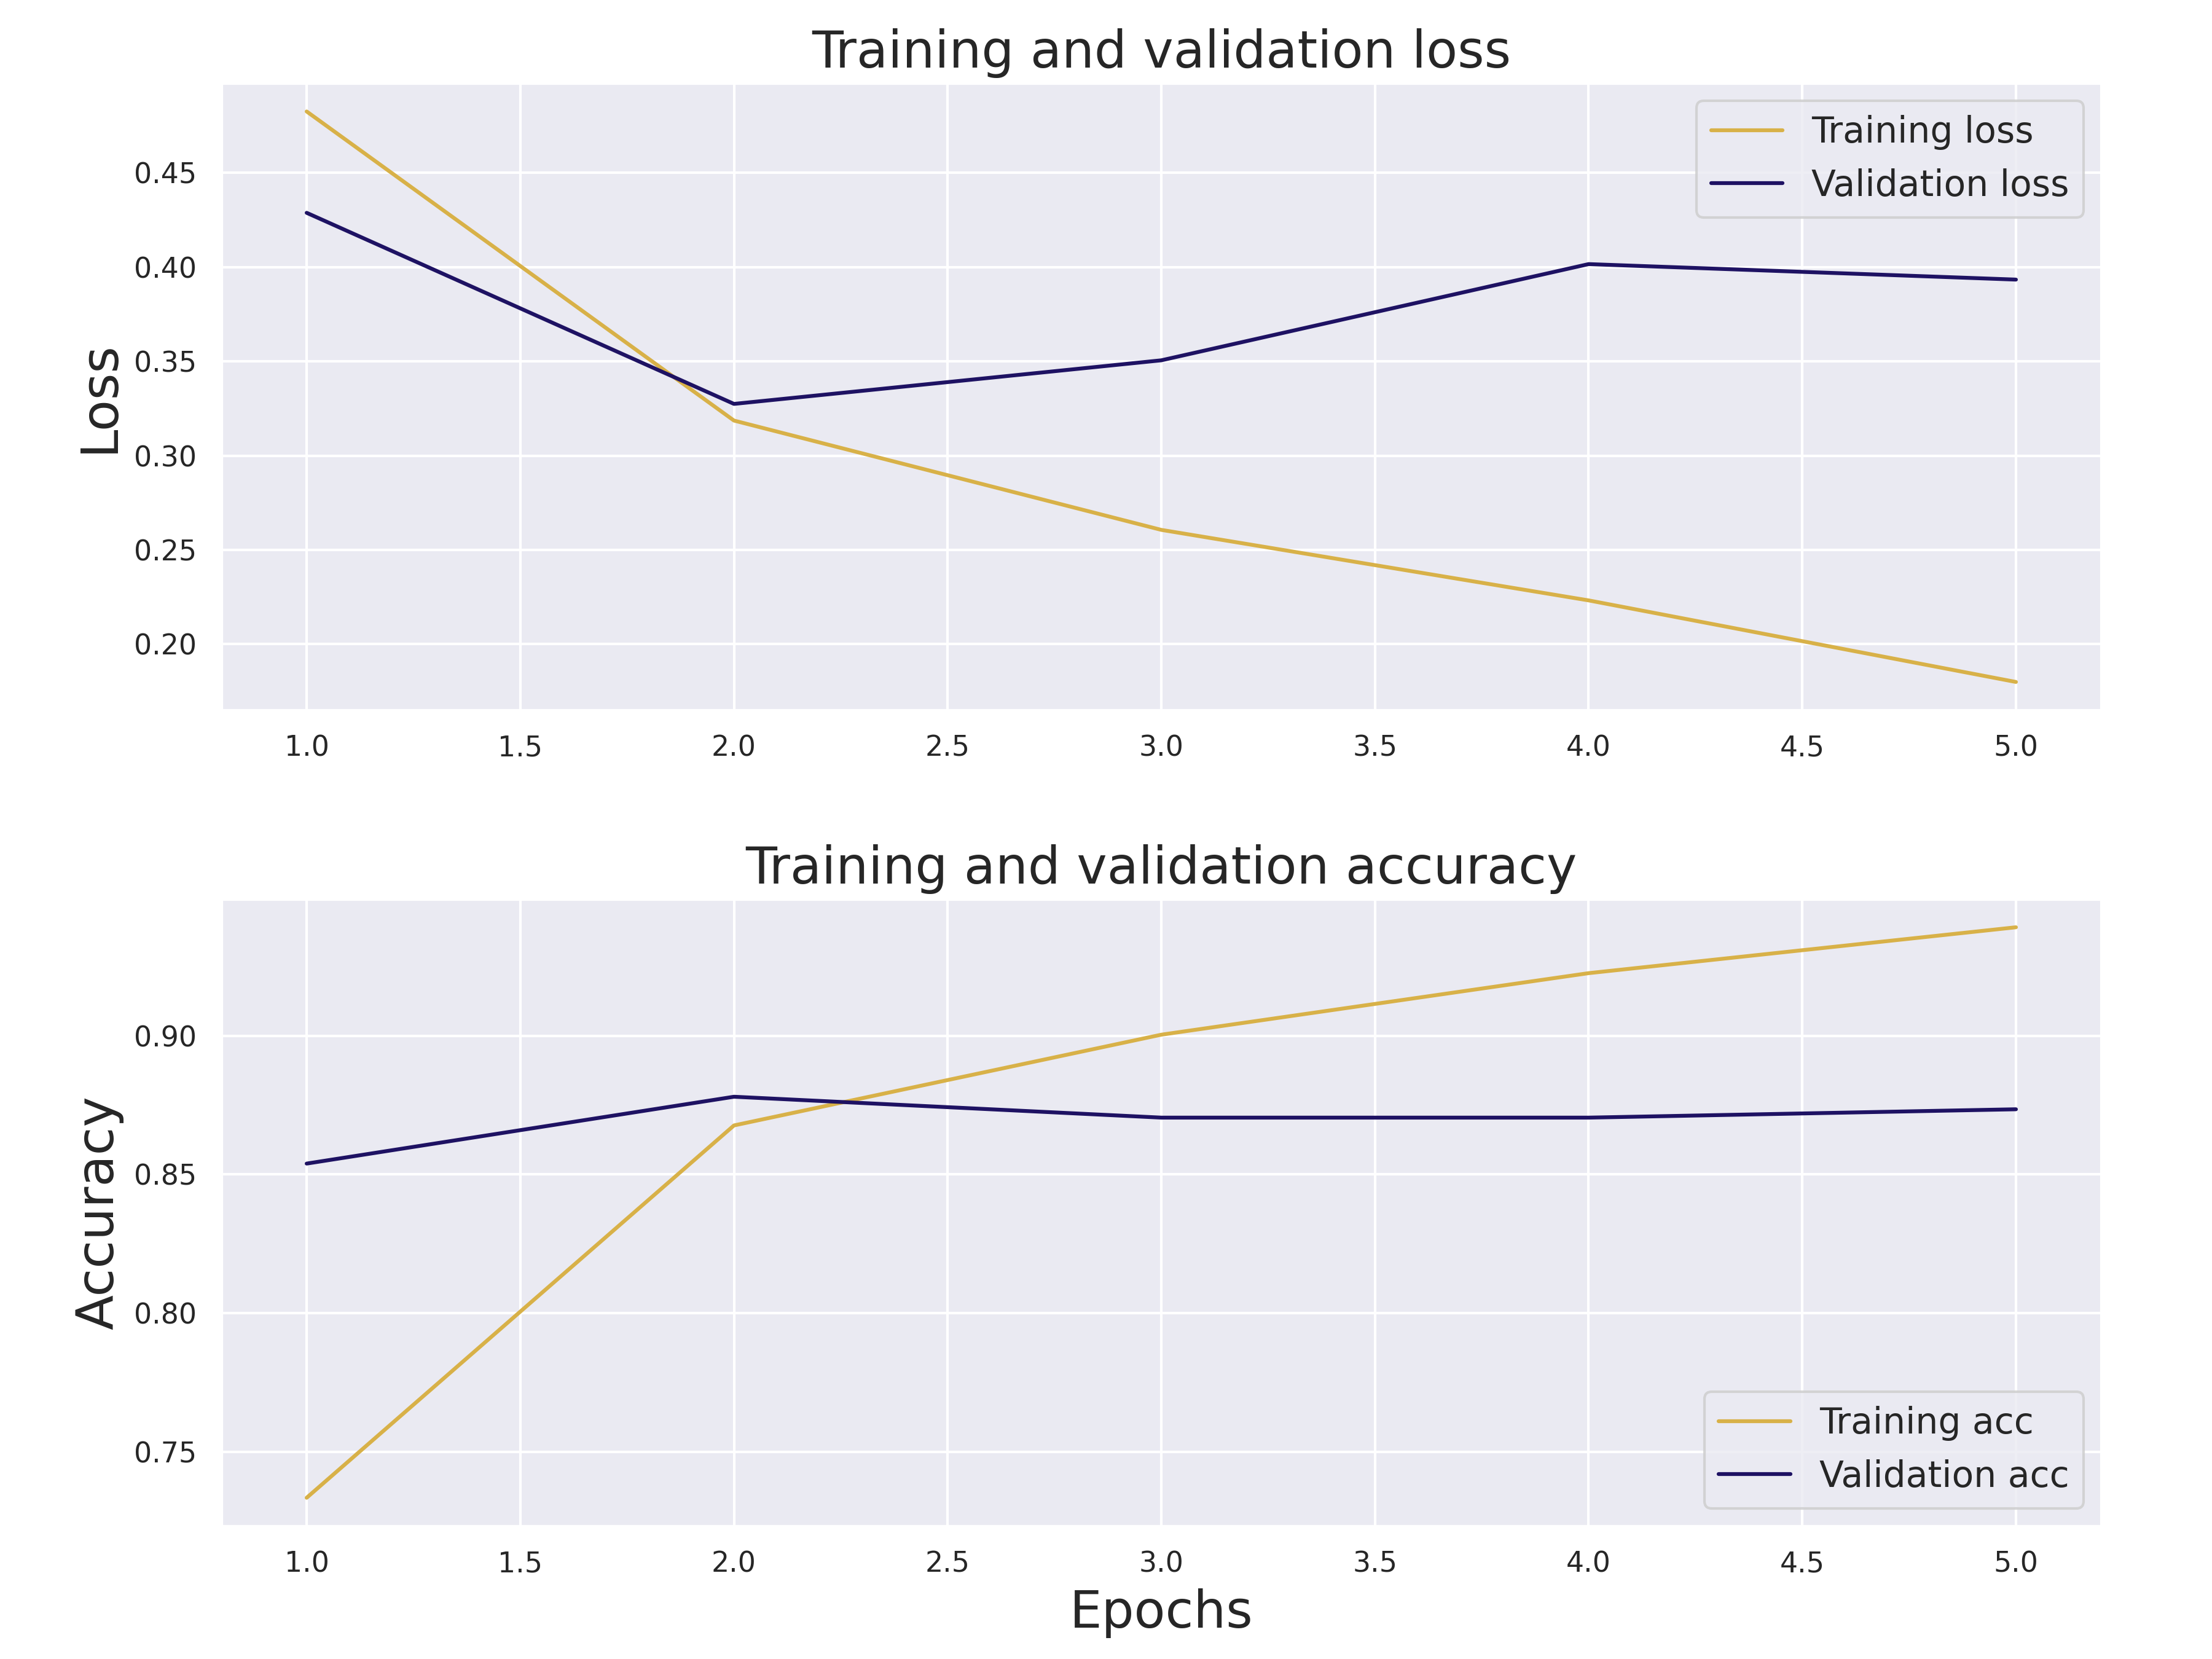 Training and validation loss
Training loss
Validation loss
Loss
0.45
0.40
0.35
0.30
0.25
0.20
1.0 1.5 2.0 2.5 3.0 3.5 4.0 4.5 5.0
Training and validation accuracy
Accuracy
0.90
0.85
0.80
0.75
Training acc
Validation acc
1.0 1.5 2.0 2.5 3.0 3.5 4.0 4.5 5.0
Epochs